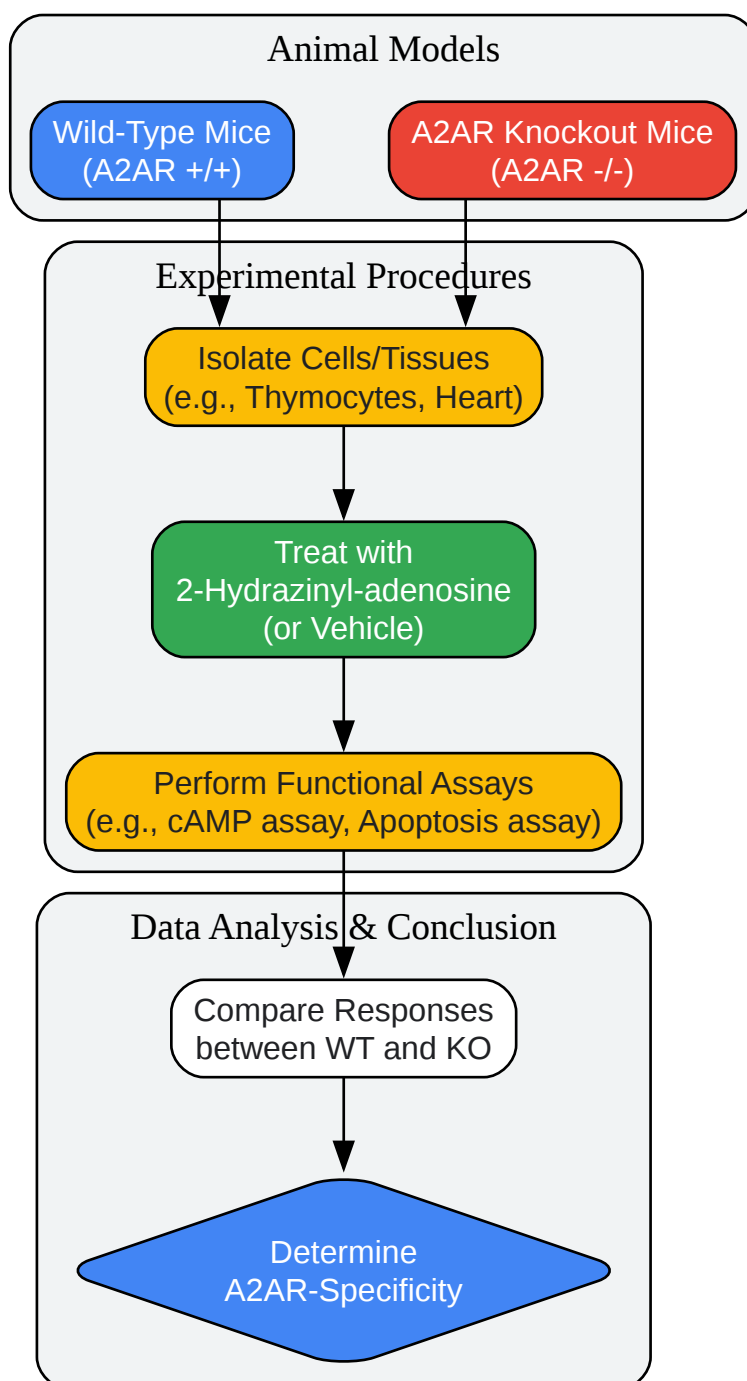 Animal Models
Wild-Type Mice
(A2AR +/+)
A2AR Knockout Mice
(A2AR -/-)
Experimental Procedures
Isolate Cells/Tissues
(e.g., Thymocytes, Heart)
Treat with
2-Hydrazinyl-adenosine
(or Vehicle)
Perform Functional Assays
(e.g., cAMP assay, Apoptosis assay)
Data Analysis & Conclusion
Compare Responses
between WT and KO
Determine
A2AR-Specificity